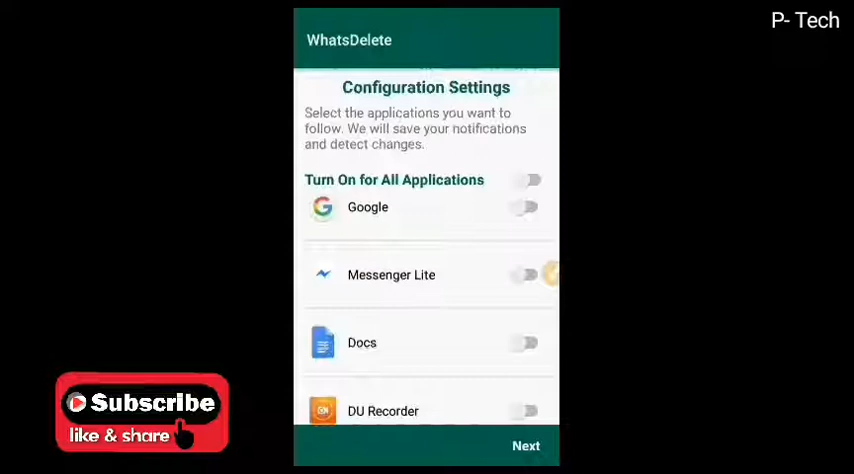 P- Tech
WhatsDelete
Configuration Settings
Select the applications you want to
follow. We will save your notifications
and detect changes.
Turn On for All Applications
Google
Messenger Lite
Docs
DU Recorder
Next
Subscribe
like & share